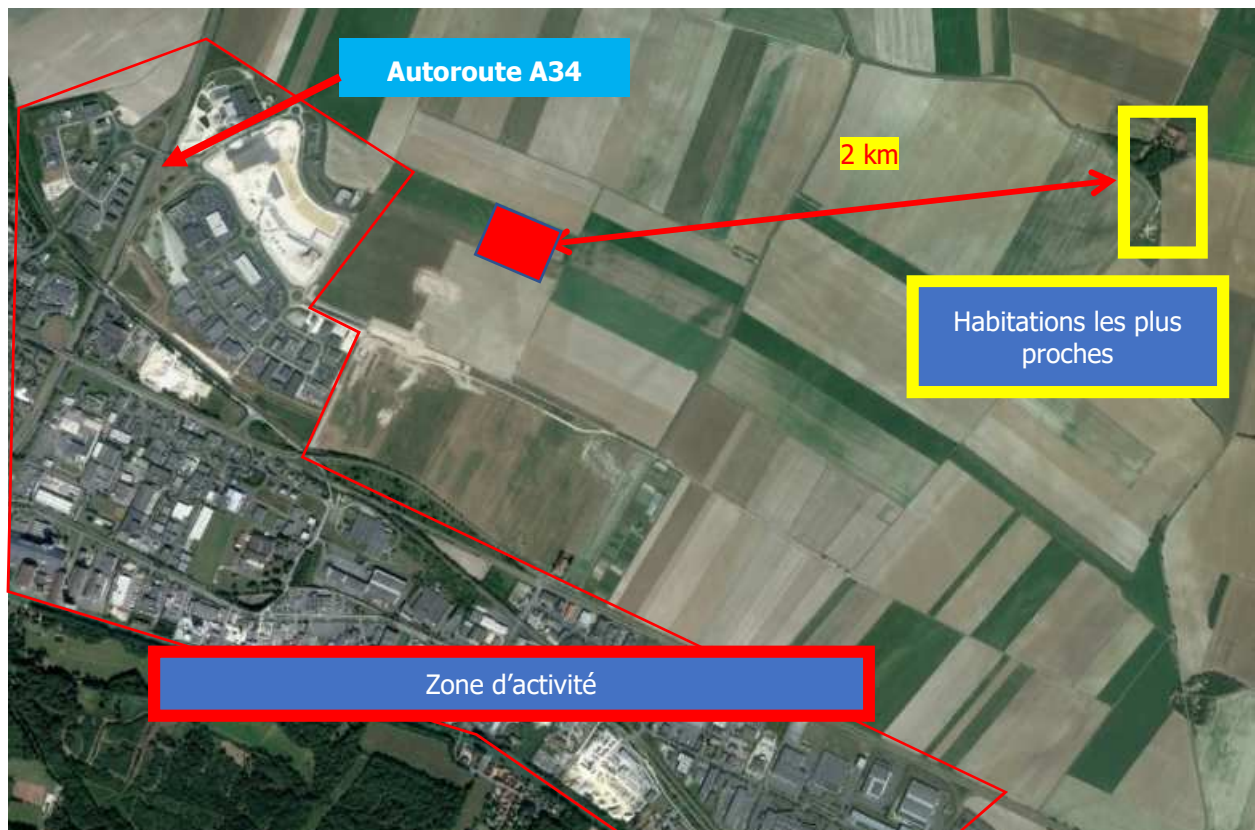 Autoroute A34
2 km
Habitations les plus
proches
Zone d’activité